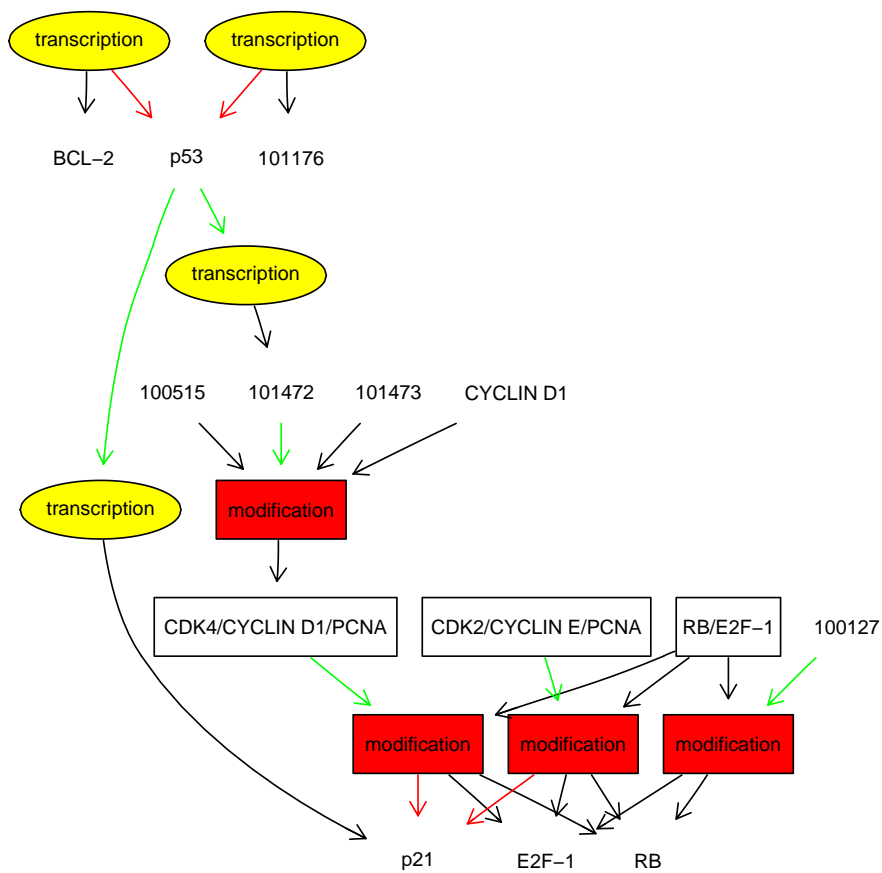 transcription
transcription
BCL−2
p53
101176
transcription
100515
101472
101473
CYCLIN D1
transcription
modification
CDK4/CYCLIN D1/PCNA
CDK2/CYCLIN E/PCNA
RB/E2F−1
100127
modification
modification
modification
p21
E2F−1
RB